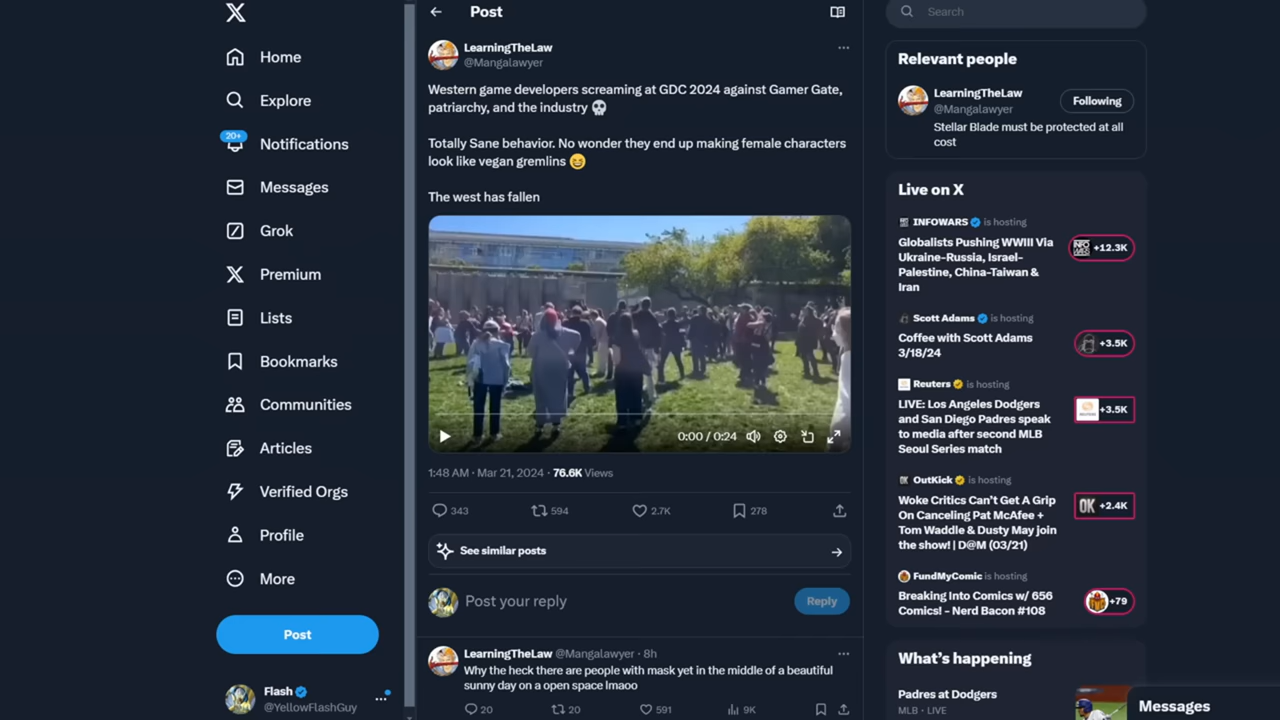 Home
Explore
20+
Notifications
Messages
Grok
Premium
Lists
Bookmarks
Communities
Articles
Verified Orgs
Profile
More
Post
Flash
@YellowFlashGuy
Post
LearningTheLaw
@Mangalawyer
Western game developers screaming at GDC 2024 against Gamer Gate,
patriarchy, and the industry 💀
Totally Sane behavior. No wonder they end up making female characters
look like vegan gremlins 😆
The west has fallen
0:00 / 0:24
1:48 AM · Mar 21, 2024 · 76.6K Views
343 594 2.7K 278
See similar posts
Post your reply
Reply
LearningTheLaw @Mangalawyer · 8h
Why the heck there are people with mask yet in the middle of a beautiful
sunny day on a open space lmaoo
20 20 591 9K
Search
Relevant people
LearningTheLaw
@Mangalawyer
Following
Stellar Blade must be protected at all
cost
Live on X
INFOWARS is hosting
Globalists Pushing WWIII Via
Ukraine-Russia, Israel-
Palestine, China-Taiwan &
Iran
+12.3K
Scott Adams is hosting
Coffee with Scott Adams
3/18/24
+3.5K
Reuters is hosting
LIVE: Los Angeles Dodgers
and San Diego Padres speak
to media after second MLB
Seoul Series match
+3.5K
OutKick is hosting
Woke Critics Can't Get A Grip
On Canceling Pat McAfee +
Tom Waddle & Dusty May join
the show! | D@M (03/21)
OK +2.4K
FundMyComic is hosting
Breaking Into Comics w/ 656
Comics! - Nerd Bacon #108
+79
What's happening
Padres at Dodgers
MLB · LIVE
Messages